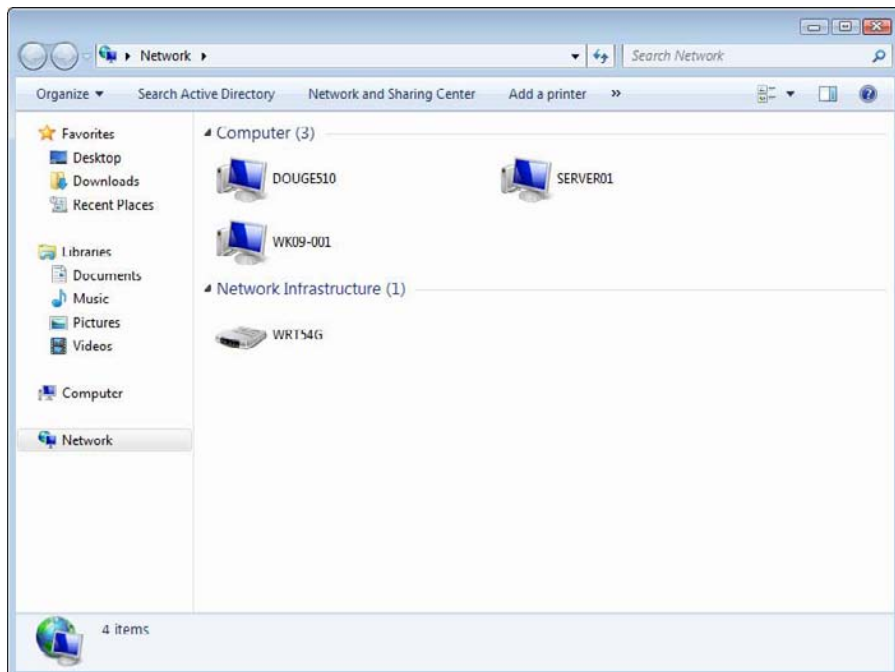 Network
Search Network
Organize Search Active Directory Network and Sharing Center Add a printer »
Favorites
Desktop
Downloads
Recent Places
Libraries
Documents
Music
Pictures
Videos
Computer
Network
Computer (3)
DOUGE510 SERVER01
WK09-001
Network Infrastructure (1)
WRT54G
4 items